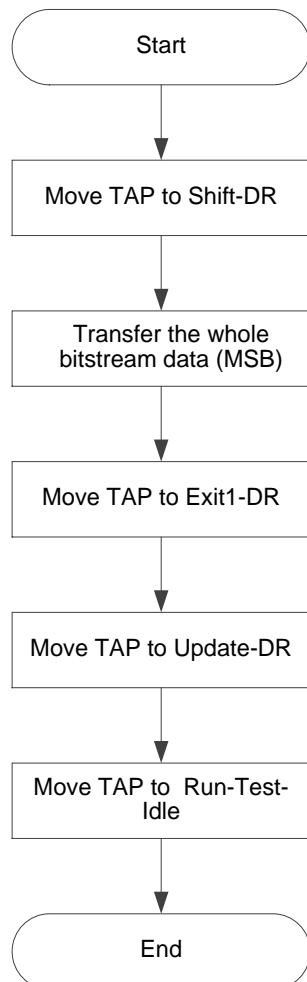 Start
Move TAP to Shift-DR
Transfer the whole
bitstream data (MSB)
Move TAP to Exit1-DR
Move TAP to Update-DR
Move TAP to  Run-Test-
Idle
End